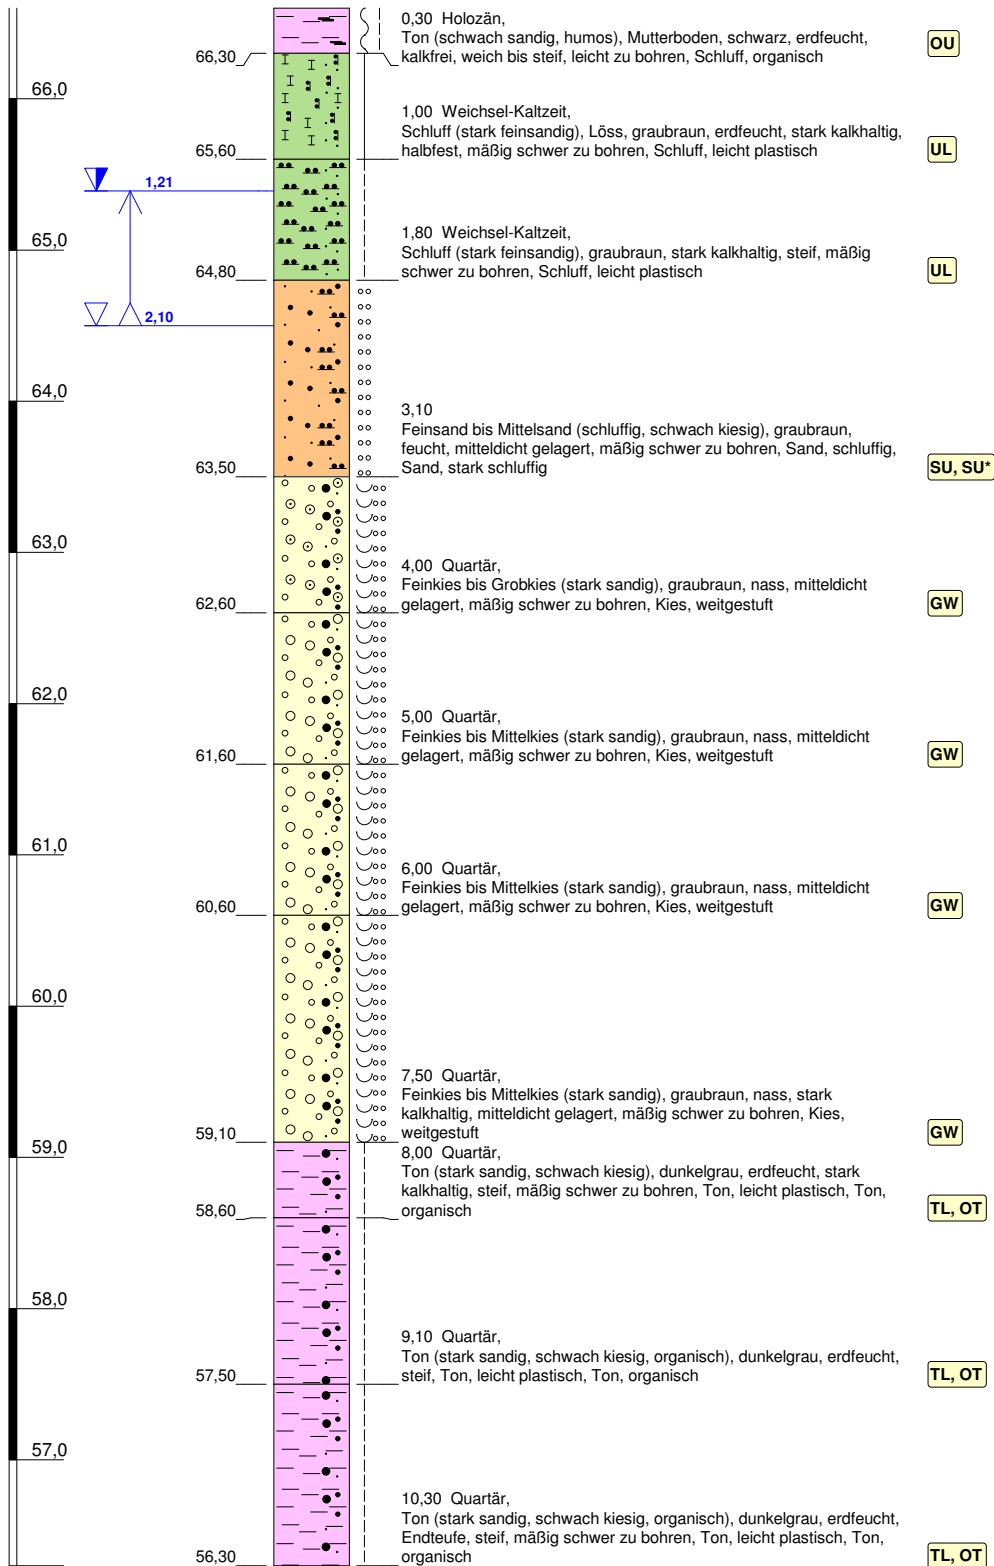 0,30 Holozän,
Ton (schwach sandig, humos), Mutterboden, schwarz, erdfeucht,
kalkfrei, weich bis steif, leicht zu bohren, Schluff, organisch
OU
66,30
66,0
1,00 Weichsel-Kaltzeit,
Schluff (stark feinsandig), Löss, graubraun, erdfeucht, stark kalkhaltig,
halbfest, mäßig schwer zu bohren, Schluff, leicht plastisch
UL
65,60
1,21
65,0
1,80 Weichsel-Kaltzeit,
Schluff (stark feinsandig), graubraun, stark kalkhaltig, steif, mäßig
schwer zu bohren, Schluff, leicht plastisch
UL
64,80
2,10
64,0
3,10
Feinsand bis Mittelsand (schluffig, schwach kiesig), graubraun,
feucht, mitteldicht gelagert, mäßig schwer zu bohren, Sand, schluffig,
Sand, stark schluffig
SU, SU*
63,50
63,0
4,00 Quartär,
Feinkies bis Grobkies (stark sandig), graubraun, nass, mitteldicht
gelagert, mäßig schwer zu bohren, Kies, weitgestuft
GW
62,60
62,0
5,00 Quartär,
Feinkies bis Mittelkies (stark sandig), graubraun, nass, mitteldicht
gelagert, mäßig schwer zu bohren, Kies, weitgestuft
GW
61,60
61,0
6,00 Quartär,
Feinkies bis Mittelkies (stark sandig), graubraun, nass, mitteldicht
gelagert, mäßig schwer zu bohren, Kies, weitgestuft
GW
60,60
60,0
7,50 Quartär,
Feinkies bis Mittelkies (stark sandig), graubraun, nass, stark
kalkhaltig, mitteldicht gelagert, mäßig schwer zu bohren, Kies,
weitgestuft
GW
59,10
59,0
8,00 Quartär,
Ton (stark sandig, schwach kiesig), dunkelgrau, erdfeucht, stark
kalkhaltig, steif, mäßig schwer zu bohren, Ton, leicht plastisch, Ton,
organisch
TL, OT
58,60
58,0
9,10 Quartär,
Ton (stark sandig, schwach kiesig, organisch), dunkelgrau, erdfeucht,
steif, Ton, leicht plastisch, Ton, organisch
TL, OT
57,50
57,0
10,30 Quartär,
Ton (stark sandig, schwach kiesig, organisch), dunkelgrau, erdfeucht,
Endteufe, steif, mäßig schwer zu bohren, Ton, leicht plastisch, Ton,
organisch
TL, OT
56,30